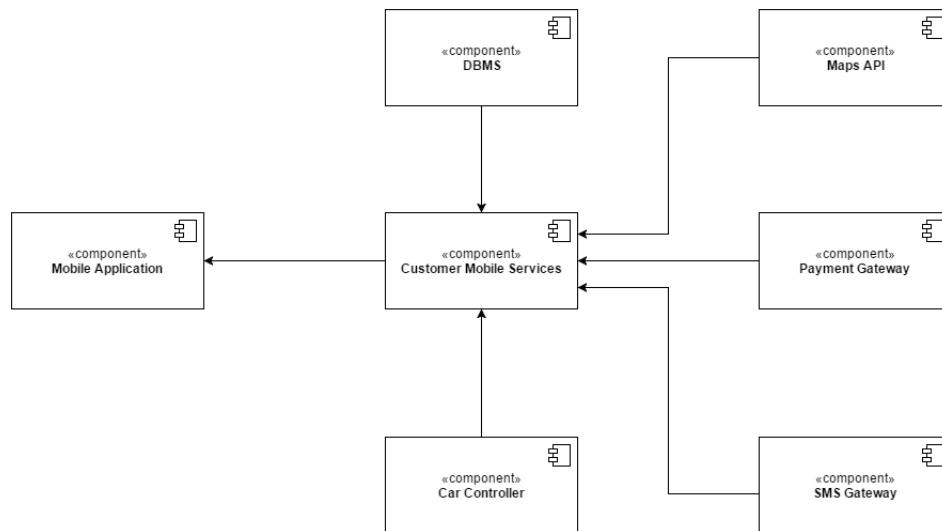 «component»
DBMS
«component»
Maps API
«component»
Mobile Application
«component»
Customer Mobile Services
«component»
Payment Gateway
«component»
Car Controller
«component»
SMS Gateway